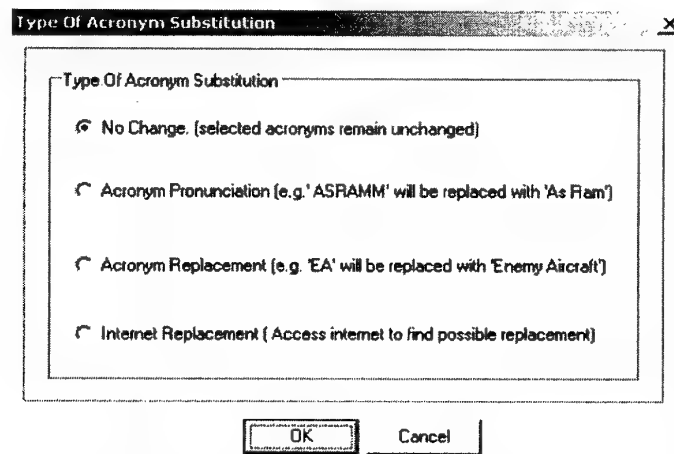 Type Of Acronym Substitution
Type Of Acronym Substitution
No Change. (selected acronyms remain unchanged)
Acronym Pronunciation (e.g.' ASRAMM' will be replaced with 'As Ram')
Acronym Replacement (e.g. 'EA' will be replaced with 'Enemy Aircraft')
Internet Replacement ( Access internet to find possible replacement)
OK Cancel